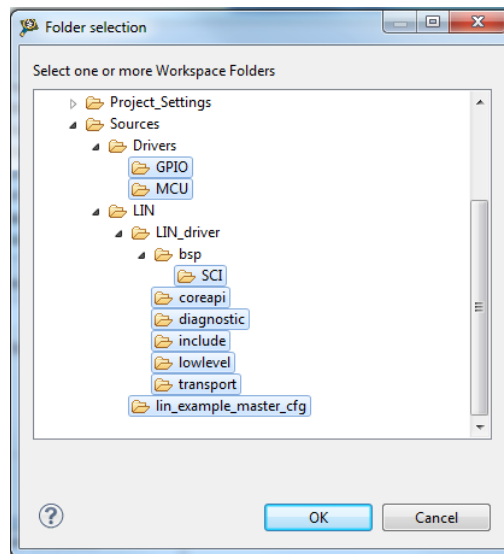 Folder selection
Select one or more Workspace Folders
Project_Settings
Sources
Drivers
GPIO
MCU
LIN
LIN_driver
bsp
SCI
coreapi
diagnostic
include
lowlevel
transport
lin_example_master_cfg
?
OK Cancel